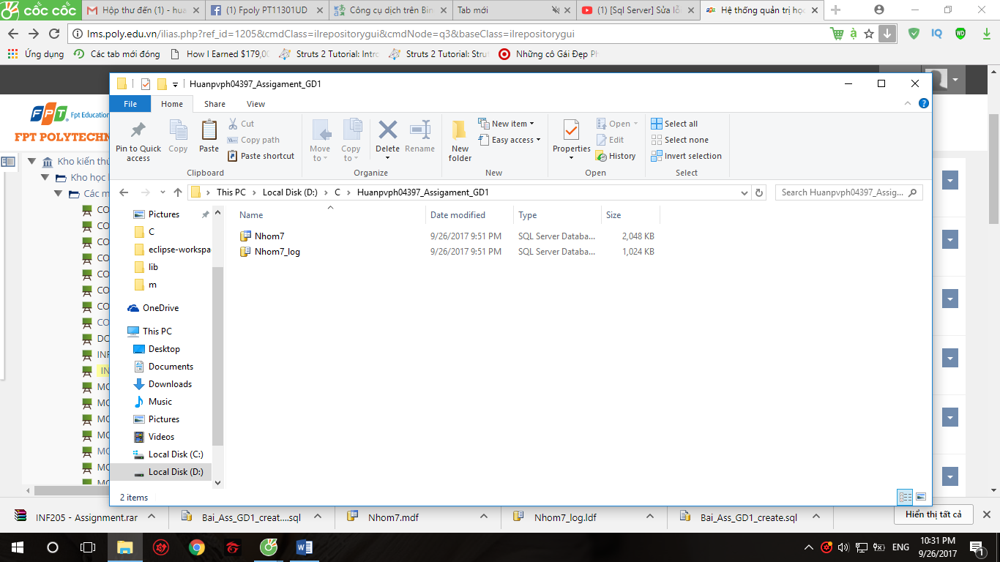 CỐC CỐC
Hộp thư đến (1) - hua
(1) Fpoly PT11301UD
Công cụ dịch trên Bin
Tab mới
(1) [Sql Server] Sửa lỗ
Hệ thống quản trị học
lms.poly.edu.vn/ilias.php?ref_id=1205&cmdClass=ilrepositorygui&cmdNode=q3&baseClass=ilrepositorygui
Ứng dụng
Các tab mới đóng
How I Earned $179,00
Struts 2 Tutorial: Intro
Struts 2 Tutorial: Strut
Những cô Gái Đẹp Ph
FPT Fpt Education
FPT POLYTECHN
Kho kiến thứ
Kho học l
Các m
CO
CO
CO
CO
CO
CO
CO
CO
DO
INF
IN
MO
MO
MO
MO
MO
MO
MO
Huanpvph04397_Assigament_GD1
File Home Share View
Pin to Quick access
Copy
Paste
Cut
Copy path
Paste shortcut
Clipboard
Move to
Copy to
Delete
Rename
Organize
New folder
New item
Easy access
New
Properties
Open
Edit
History
Open
Select all
Select none
Invert selection
Select
This PC > Local Disk (D:) > C > Huanpvph04397_Assigament_GD1
Search Huanpvph04397_Assig...
Pictures
C
eclipse-workspa
lib
m
OneDrive
This PC
Desktop
Documents
Downloads
Music
Pictures
Videos
Local Disk (C:)
Local Disk (D:)
Name Date modified Type Size
Nhom7 9/26/2017 9:51 PM SQL Server Databa... 2,048 KB
Nhom7_log 9/26/2017 9:51 PM SQL Server Databa... 1,024 KB
2 items
INF205 - Assignment.rar
Bai_Ass_GD1_creat....sql
Nhom7.mdf
Nhom7_log.ldf
Bai_Ass_GD1_create.sql
Hiển thị tất cả
ENG
10:31 PM
9/26/2017
1